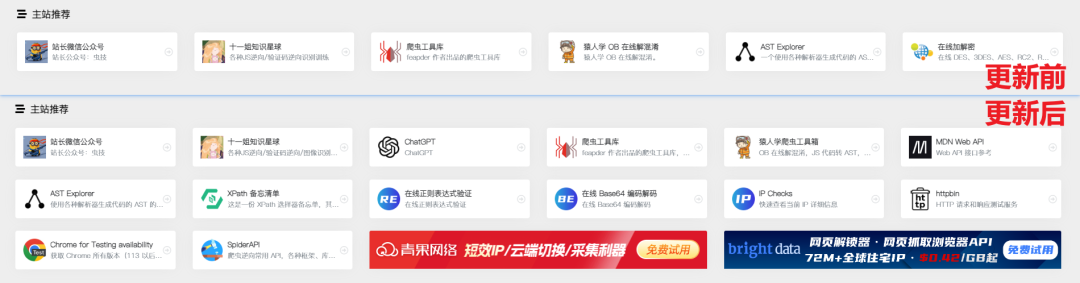 主站推荐
站长微信公众号
站长公众号：虫技
十一姐知识星球
各种JS逆向/验证码逆向识别训练
爬虫工具库
feapder 作者出品的爬虫工具库
猿人学 OB 在线解混淆
猿人学 OB 在线解混淆。
AST Explorer
一个使用各种解析器生成代码的 AS...
在线加解密
在线 DES、3DES、AES、RC2、R...
更新前
更新后
主站推荐
站长微信公众号
站长公众号：虫技
十一姐知识星球
各种JS逆向/验证码逆向/图像识别...
ChatGPT
ChatGPT
爬虫工具库
feapder 作者出品的爬虫工具库，...
猿人学爬虫工具箱
OB 在线解混淆，JS 代码转 AST，...
MDN Web API
Web API 接口参考
AST Explorer
使用各种解析器生成代码的 AST 的...
XPath 备忘清单
这是一份 XPath 选择器备忘单，其...
RE
在线正则表达式验证
在线正则表达式验证
BE
在线 Base64 编码解码
在线 Base64 编码解码
IP
IP Checks
快速查看当前 IP 详细信息
http
httpbin
HTTP 请求和响应测试服务
Test
Chrome for Testing availability
获取 Chrome 所有版本（113 以后...
SpiderAPI
爬虫逆向常用 API，各种框架、库...
青果网络 短效IP/云端切换/采集利器 免费试用
bright data
网页解锁器·网页抓取浏览器API
72M+全球住宅IP·$0.42/GB起
免费试用